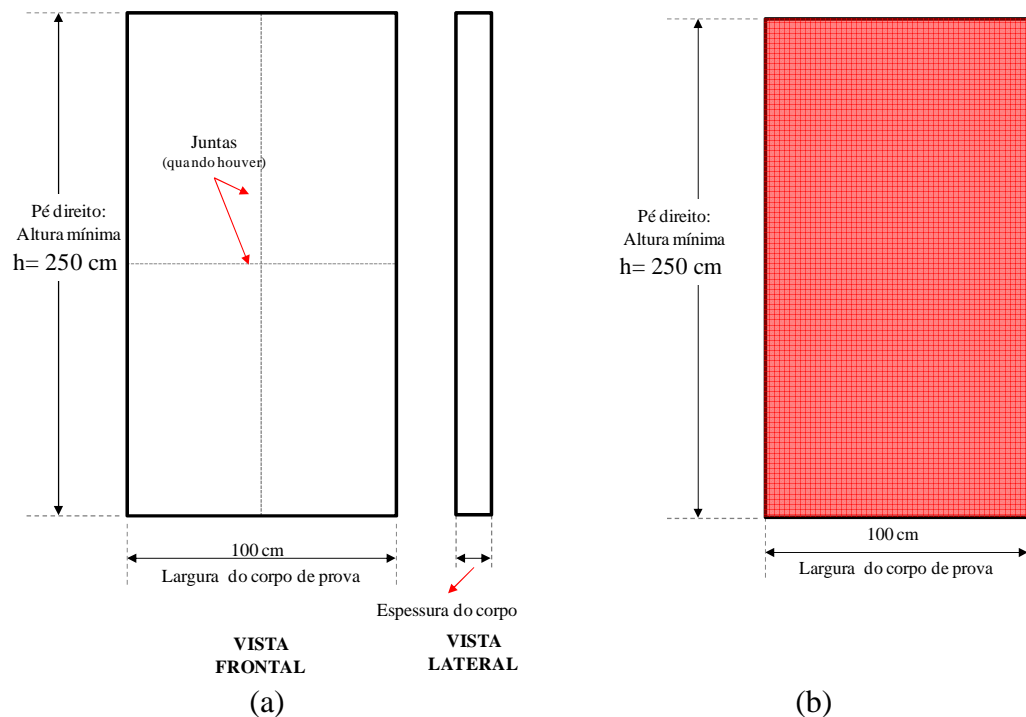 Juntas
(quando houver)
Pé direito:
Altura mínima
h= 250 cm
100 cm
Largura do corpo de prova
Espessura do corpo
VISTA
FRONTAL
VISTA
LATERAL
(a)
Pé direito:
Altura mínima
h= 250 cm
100 cm
Largura do corpo de prova
(b)